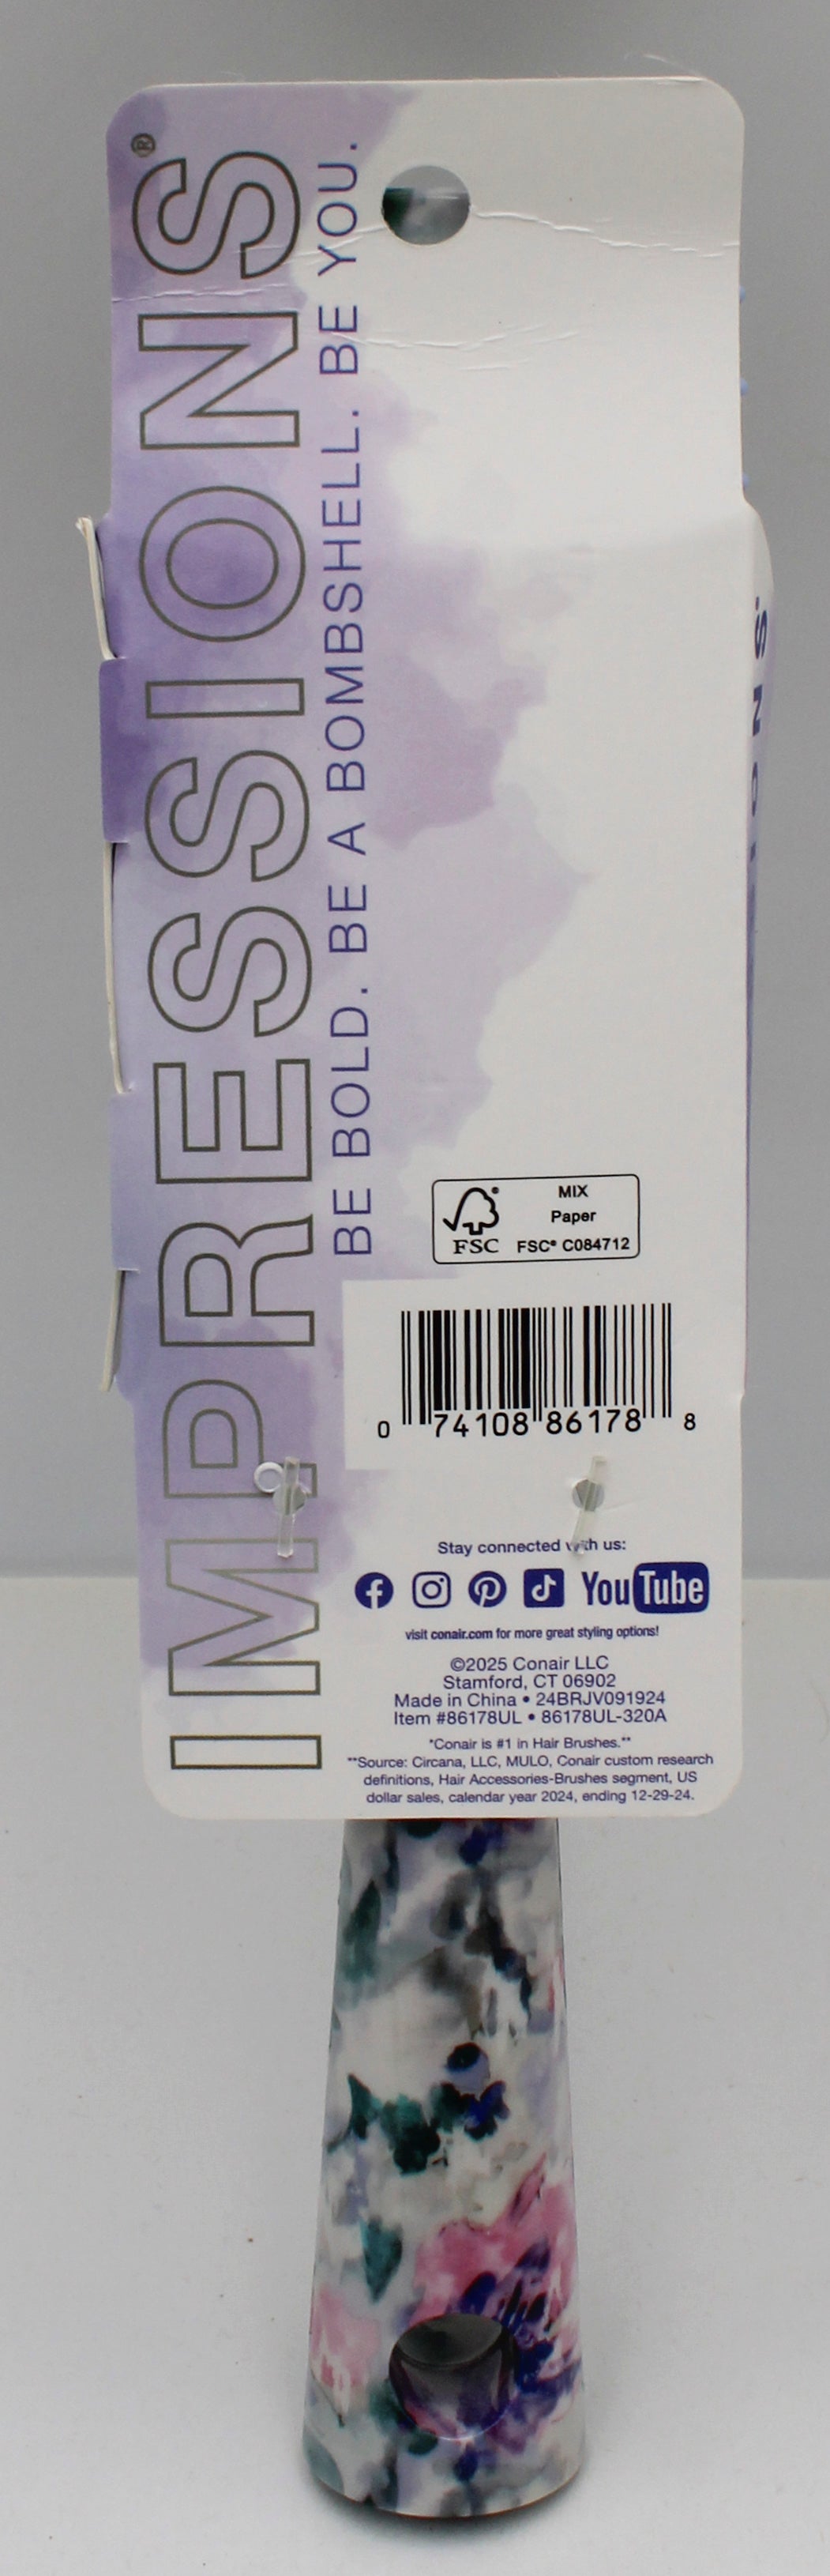 IMPRESSIONS®
BE BOLD. BE A BOMBSHELL. BE YOU.
MIX
Paper
FSC
FSC® C084712
0 74108 86178 8
Stay connected with us:
YouTube
visit conair.com for more great styling options!
©2025 Conair LLC
Stamford, CT 06902
Made in China • 24BRJV091924
Item #86178UL • 86178UL-320A
*Conair is #1 in Hair Brushes.**
**Source: Circana, LLC, MULO, Conair custom research
definitions, Hair Accessories-Brushes segment, US
dollar sales, calendar year 2024, ending 12-29-24.